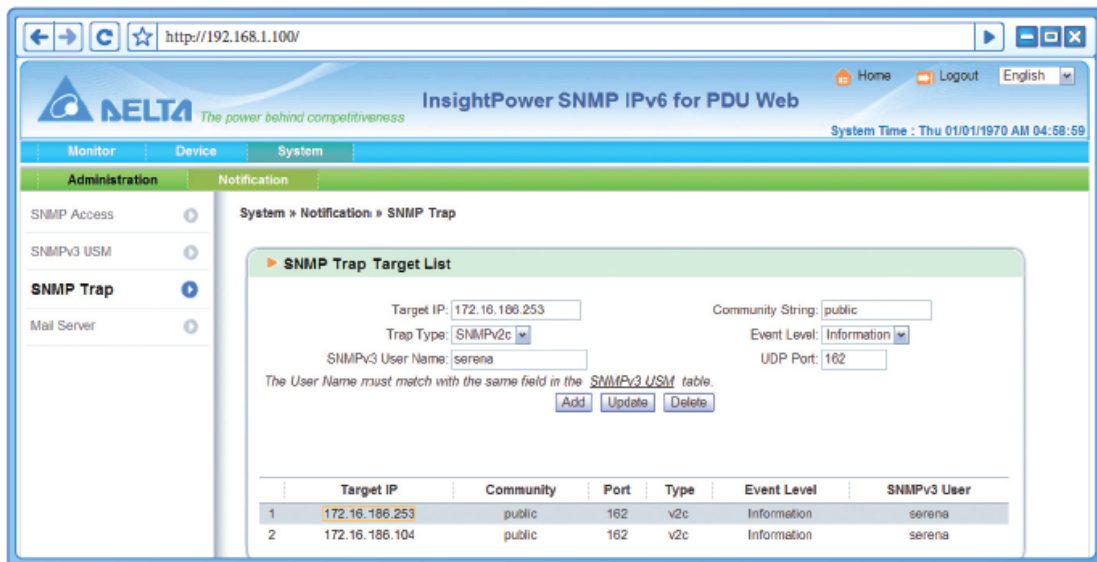 http://192.168.1.100/
Home Logout English
DELTA The power behind competitiveness
InsightPower SNMP IPv6 for PDU Web
System Time : Thu 01/01/1970 AM 04:58:59
Monitor Device System
Administration Notification
SNMP Access
SNMPv3 USM
SNMP Trap
Mail Server
System » Notification » SNMP Trap
SNMP Trap Target List
Target IP: 172.16.186.253 Community String: public
Trap Type: SNMPv2c Event Level: Information
SNMPv3 User Name: serena UDP Port: 162
The User Name must match with the same field in the SNMPv3 USM table.
Add Update Delete
Target IP Community Port Type Event Level SNMPv3 User
1 172.16.186.253 public 162 v2c Information serena
2 172.16.186.104 public 162 v2c Information serena